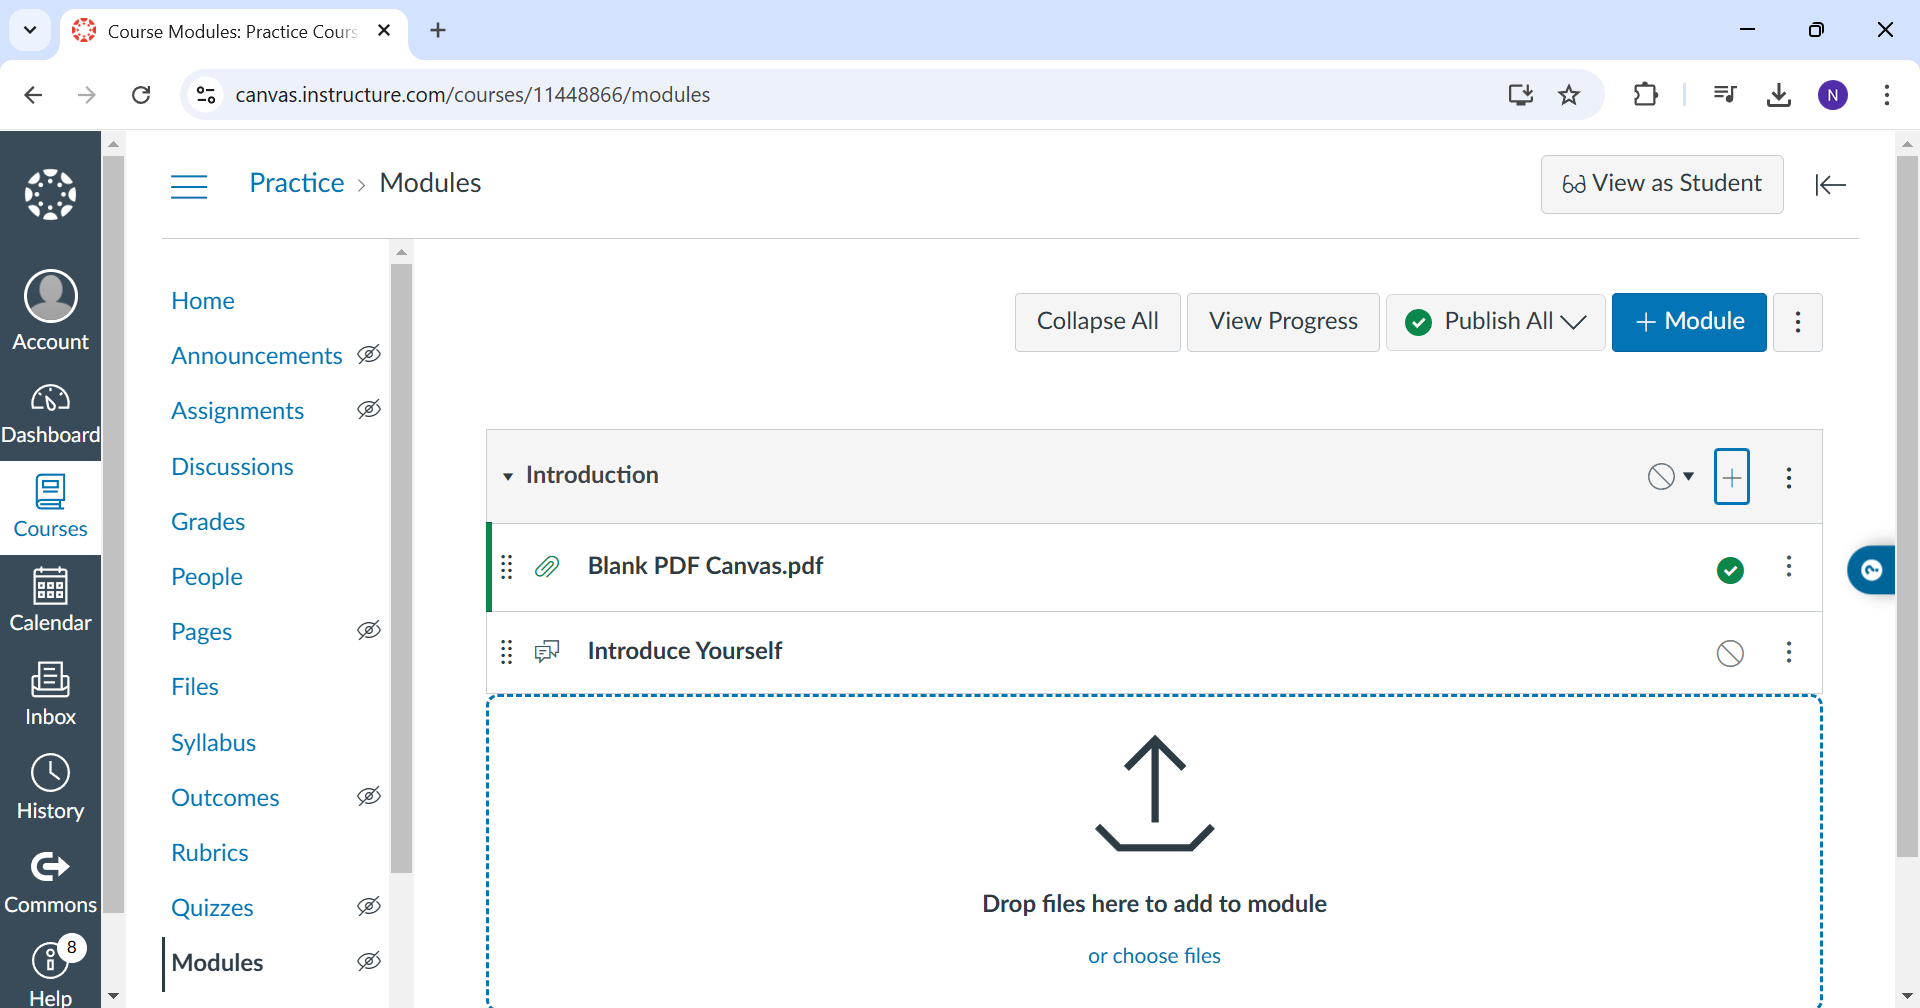 Course Modules: Practice Cours
canvas.instructure.com/courses/11448866/modules
N
Practice > Modules
View as Student
Account
Dashboard
Courses
Calendar
Inbox
History
Commons
8
Help
Home
Announcements
Assignments
Discussions
Grades
People
Pages
Files
Syllabus
Outcomes
Rubrics
Quizzes
Modules
Collapse All
View Progress
Publish All
+ Module
Introduction
Blank PDF Canvas.pdf
Introduce Yourself
Drop files here to add to module
or choose files